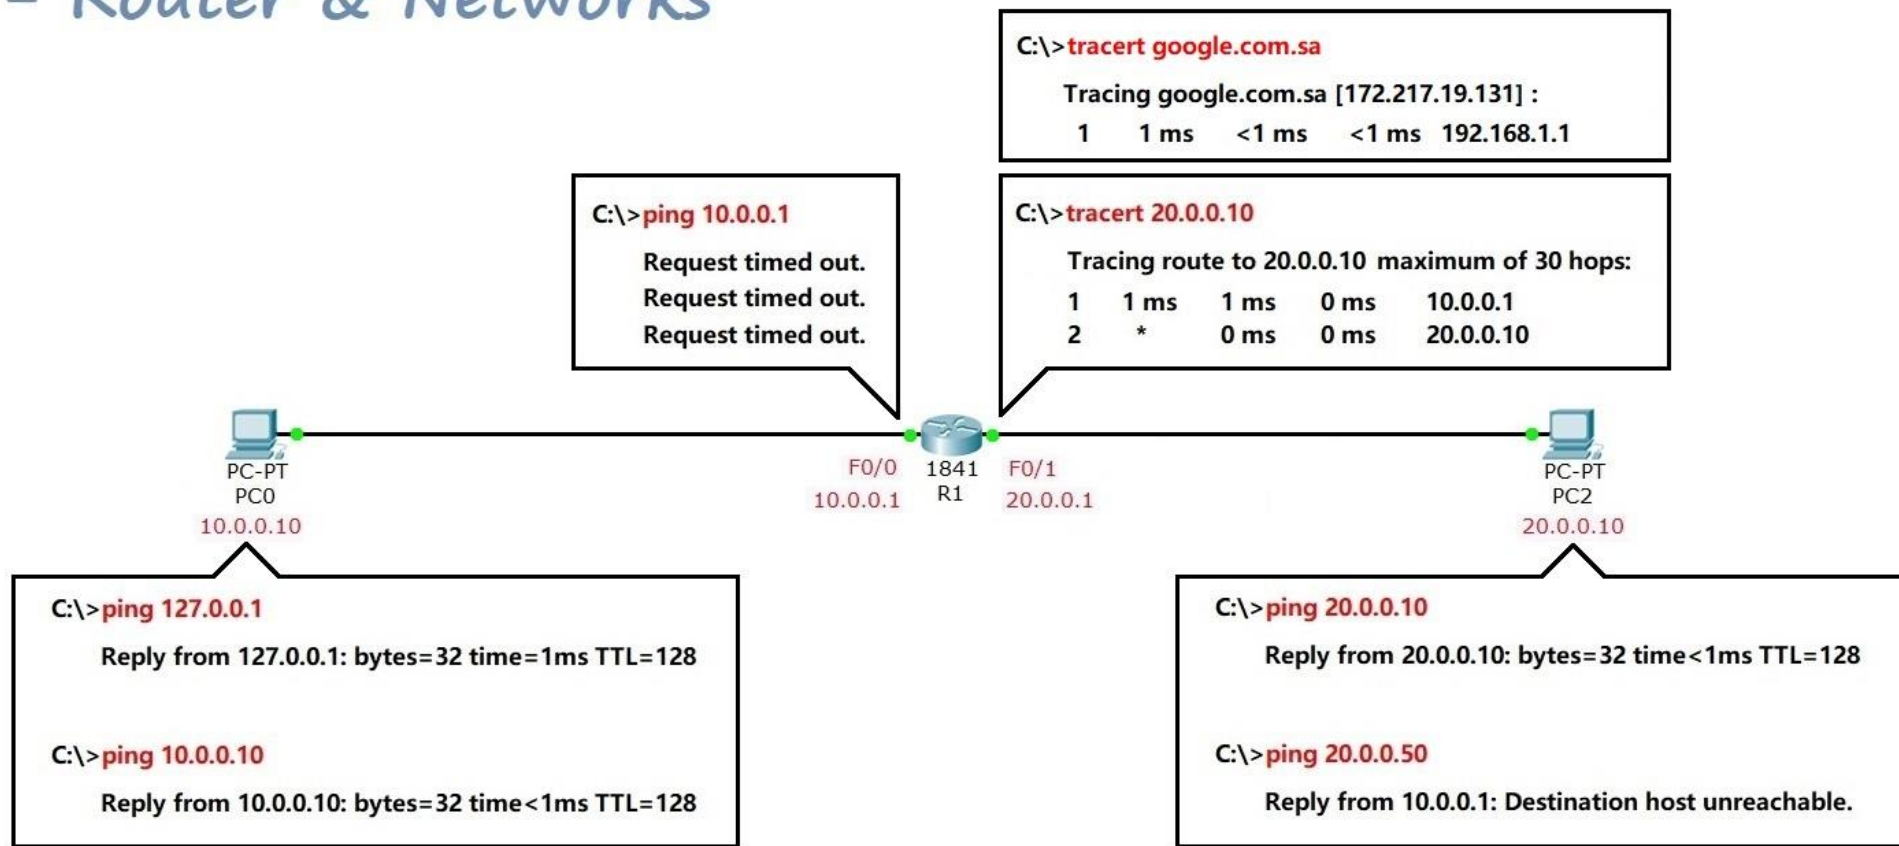 - Router & Networks
C:\>tracert google.com.sa
Tracing google.com.sa [172.217.19.131] :
1 1 ms <1 ms <1 ms 192.168.1.1
C:\>ping 10.0.0.1
Request timed out.
Request timed out.
Request timed out.
C:\>tracert 20.0.0.10
Tracing route to 20.0.0.10 maximum of 30 hops:
1 1 ms 1 ms 0 ms 10.0.0.1
2 * 0 ms 0 ms 20.0.0.10
PC-PT
PC0
10.0.0.10
F0/0
10.0.0.1
1841
R1
F0/1
20.0.0.1
PC-PT
PC2
20.0.0.10
C:\>ping 127.0.0.1
Reply from 127.0.0.1: bytes=32 time=1ms TTL=128
C:\>ping 10.0.0.10
Reply from 10.0.0.10: bytes=32 time<1ms TTL=128
C:\>ping 20.0.0.10
Reply from 20.0.0.10: bytes=32 time<1ms TTL=128
C:\>ping 20.0.0.50
Reply from 10.0.0.1: Destination host unreachable.